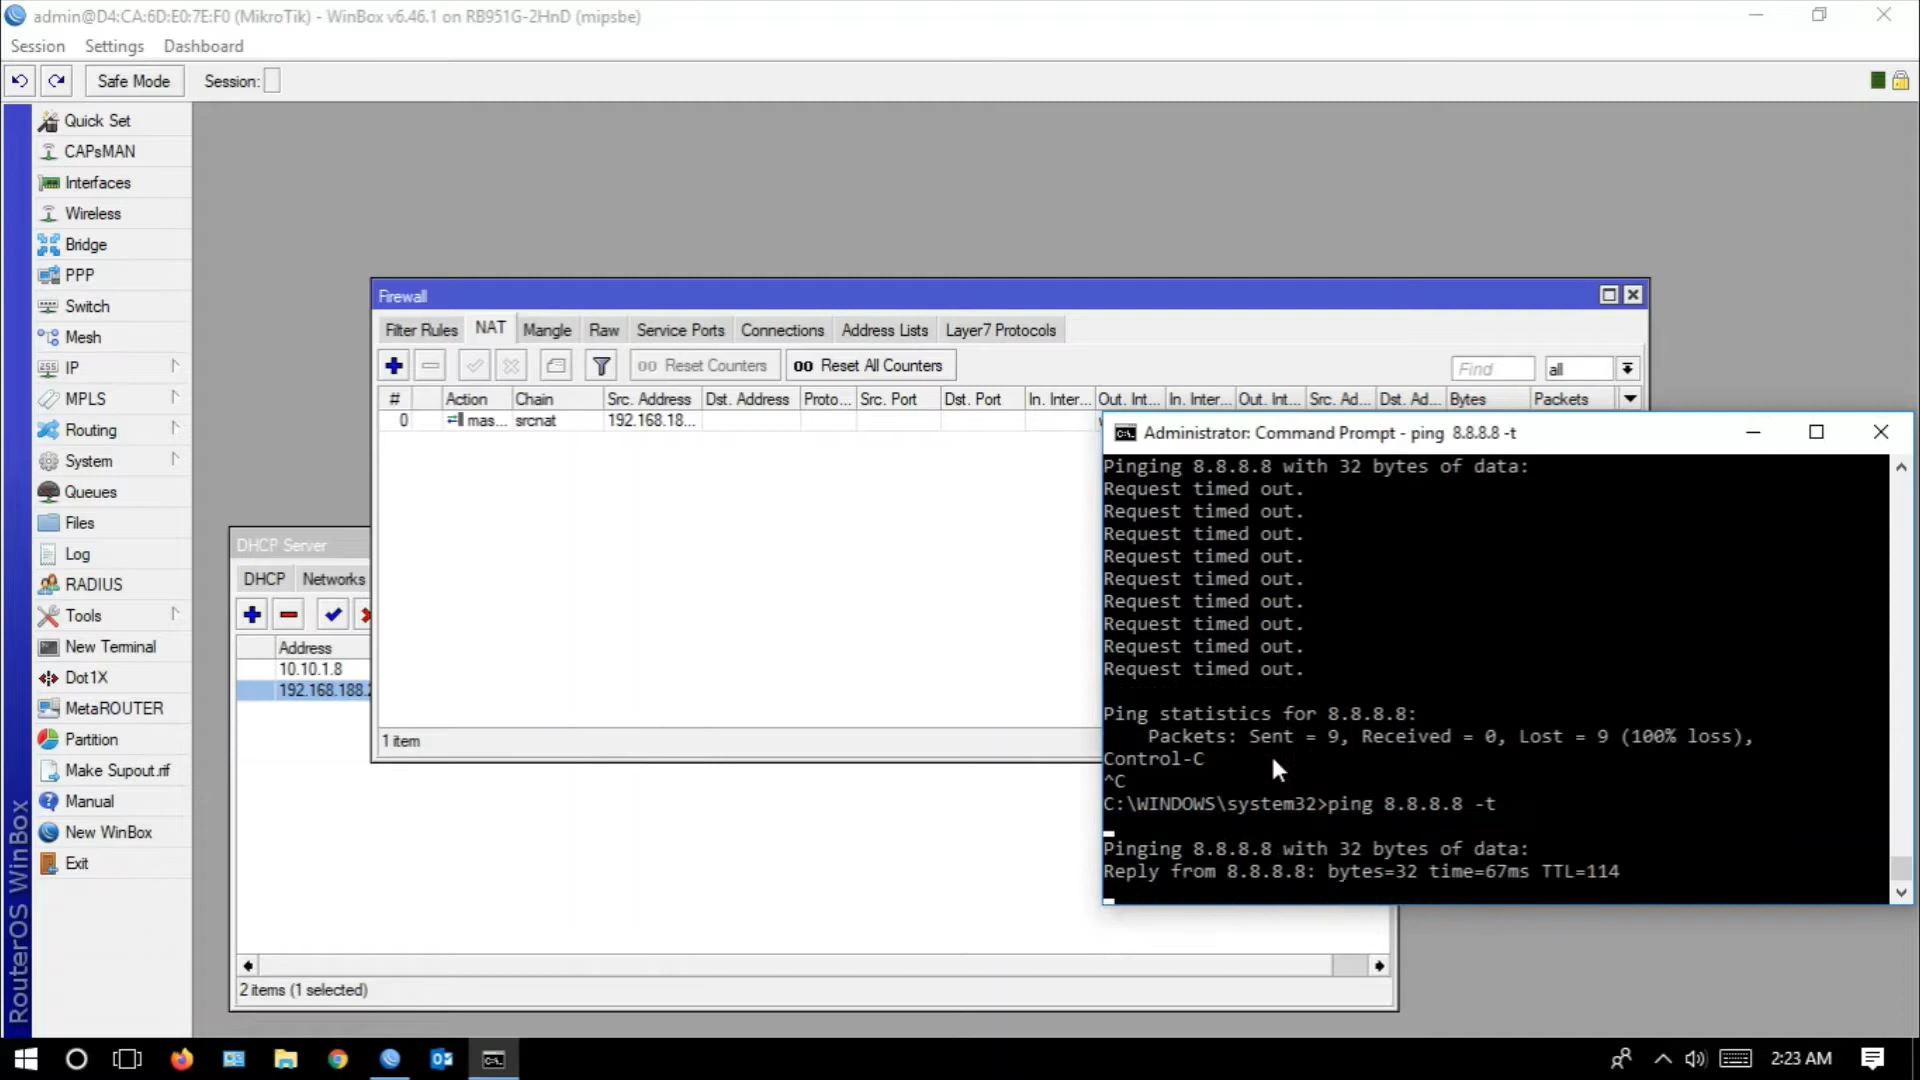 admin@D4:CA:6D:E0:7E:F0 (MikroTik) - WinBox v6.46.1 on RB951G-2HnD (mipsbe)
Session Settings Dashboard
Safe Mode Session:
Quick Set
CAPsMAN
Interfaces
Wireless
Bridge
PPP
Switch
Mesh
IP
MPLS
Routing
System
Queues
Files
Log
RADIUS
Tools
New Terminal
Dot1X
MetaROUTER
Partition
Make Supout.rif
Manual
New WinBox
Exit
RouterOS WinBox
Firewall
Filter Rules NAT Mangle Raw Service Ports Connections Address Lists Layer7 Protocols
Reset Counters Reset All Counters Find all
# Action Chain Src. Address Dst. Address Proto... Src. Port Dst. Port In. Inter... Out. Int... In. Inter... Out. Int... Src. Ad... Dst. Ad... Bytes Packets
0 mas... srcnat 192.168.18...
1 item
DHCP Server
DHCP Networks
Address
10.10.1.8
192.168.188.2
2 items (1 selected)
Administrator: Command Prompt - ping 8.8.8.8 -t
Pinging 8.8.8.8 with 32 bytes of data:
Request timed out.
Request timed out.
Request timed out.
Request timed out.
Request timed out.
Request timed out.
Request timed out.
Request timed out.
Request timed out.
Ping statistics for 8.8.8.8:
Packets: Sent = 9, Received = 0, Lost = 9 (100% loss),
Control-C
^C
C:\WINDOWS\system32>ping 8.8.8.8 -t
Pinging 8.8.8.8 with 32 bytes of data:
Reply from 8.8.8.8: bytes=32 time=67ms TTL=114
2:23 AM